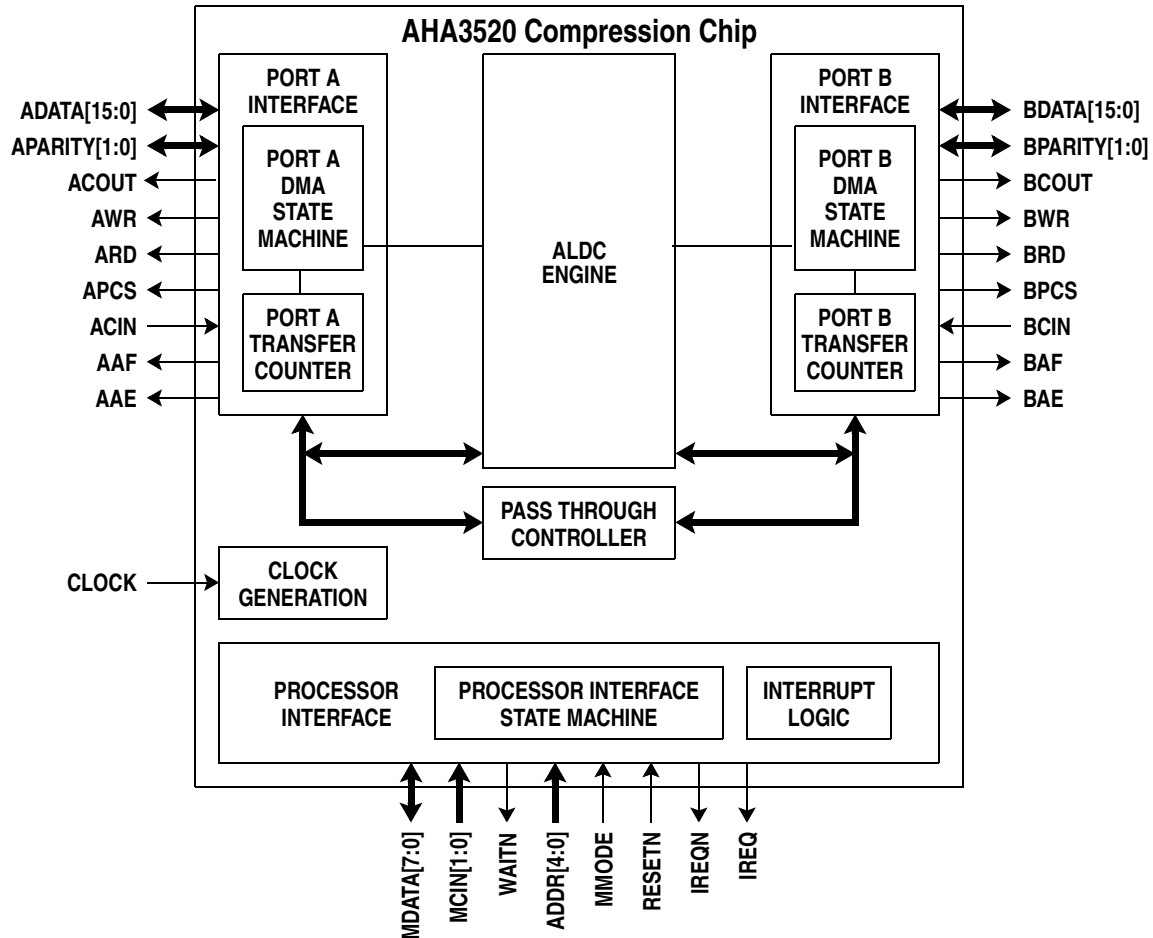 AHA3520 Compression Chip
ADATA[15:0]
APARITY[1:0]
ACOUT
AWR
ARD
APCS
ACIN
AAF
AAE
PORT A
INTERFACE
PORT A
DMA
STATE
MACHINE
PORT A
TRANSFER
COUNTER
ALDC
ENGINE
PORT B
INTERFACE
PORT B
DMA
STATE
MACHINE
PORT B
TRANSFER
COUNTER
BDATA[15:0]
BPARITY[1:0]
BCOUT
BWR
BRD
BPCS
BCIN
BAF
BAE
PASS THROUGH
CONTROLLER
CLOCK
CLOCK
GENERATION
PROCESSOR
INTERFACE
PROCESSOR INTERFACE
STATE MACHINE
INTERRUPT
LOGIC
MDATA[7:0]
MCIN[1:0]
WAITN
ADDR[4:0]
MMODE
RESETN
IREQN
IREQ